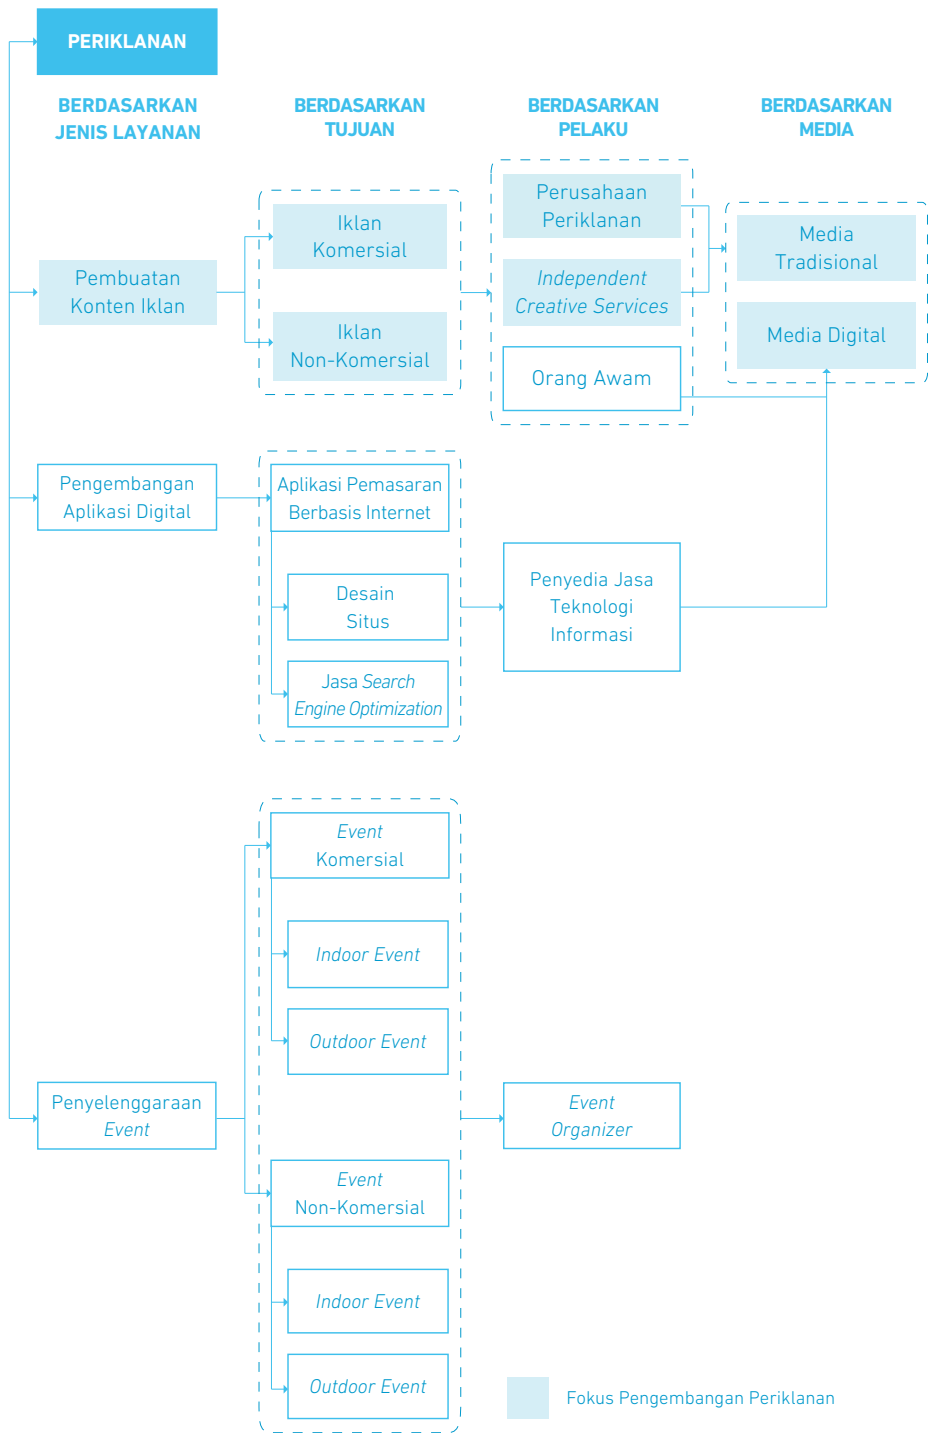 PERIKLANAN
BERDASARKAN
JENIS LAYANAN
BERDASARKAN
TUJUAN
BERDASARKAN
PELAKU
BERDASARKAN
MEDIA
Pembuatan
Konten Iklan
Iklan
Komersial
Iklan
Non-Komersial
Perusahaan
Periklanan
Independent
Creative Services
Orang Awam
Media
Tradisional
Media Digital
Pengembangan
Aplikasi Digital
Aplikasi Pemasaran
Berbasis Internet
Desain
Situs
Jasa Search
Engine Optimization
Penyedia Jasa
Teknologi
Informasi
Penyelenggaraan
Event
Event
Komersial
Indoor Event
Outdoor Event
Event
Non-Komersial
Indoor Event
Outdoor Event
Event
Organizer
Fokus Pengembangan Periklanan